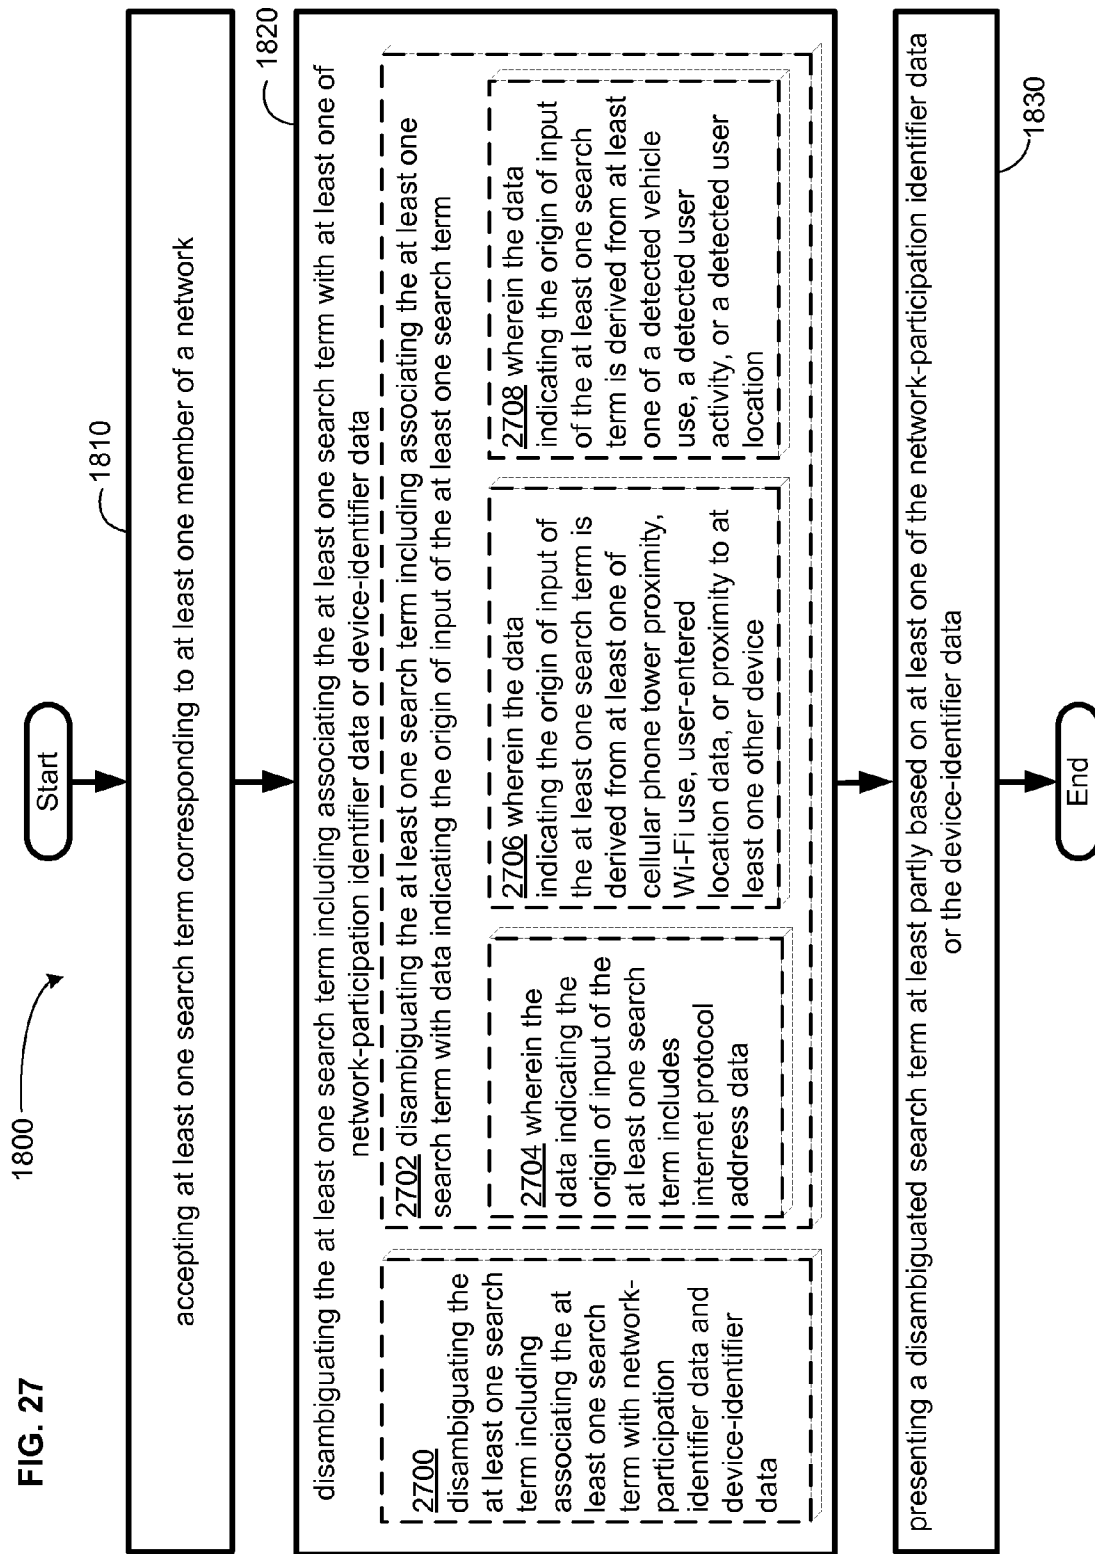 FIG. 27
1800
Start
1810
accepting at least one search term corresponding to at least one member of a network
1820
disambiguating the at least one search term including associating the at least one search term with at least one of
network-participation identifier data or device-identifier data
2700
disambiguating the
at least one search
term including
associating the at
least one search
term with network-
participation
identifier data and
device-identifier
data
2702 disambiguating the at least one search term including associating the at least one
search term with data indicating the origin of input of the at least one search term
2704 wherein the
data indicating the
origin of input of the
at least one search
term includes
internet protocol
address data
2706 wherein the data
indicating the origin of input of
the at least one search term is
derived from at least one of
cellular phone tower proximity,
Wi-Fi use, user-entered
location data, or proximity to at
least one other device
2708 wherein the data
indicating the origin of input
of the at least one search
term is derived from at least
one of a detected vehicle
use, a detected user
activity, or a detected user
location
presenting a disambiguated search term at least partly based on at least one of the network-participation identifier data
or the device-identifier data
1830
End